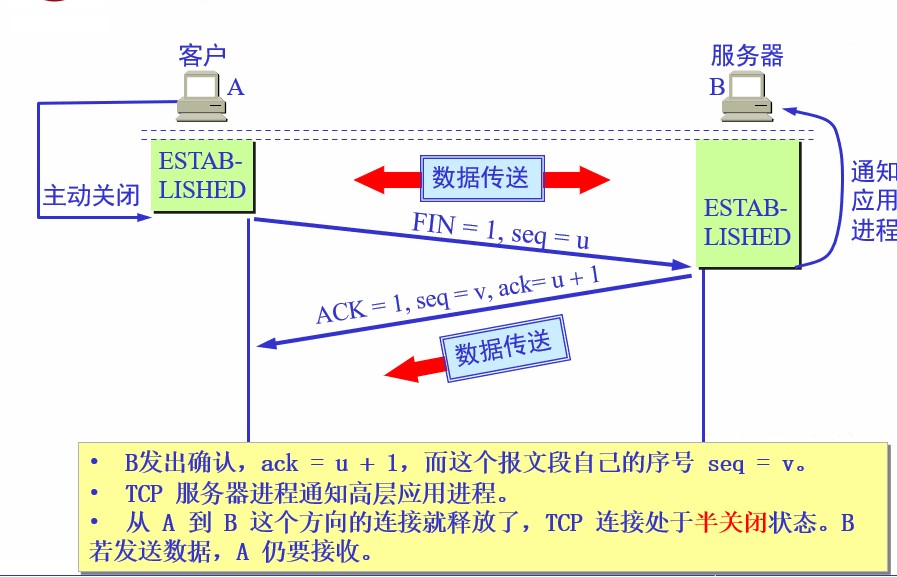 客户
服务器
A
B
ESTAB-
LISHED
主动关闭
数据传送
ESTAB-
LISHED
通知
应用
进程
FIN = 1, seq = u
ACK = 1, seq = v, ack= u + 1
数据传送
• B发出确认，ack = u + 1，而这个报文段自己的序号 seq = v。
• TCP 服务器进程通知高层应用进程。
• 从 A 到 B 这个方向的连接就释放了，TCP 连接处于半关闭状态。B
若发送数据，A 仍要接收。